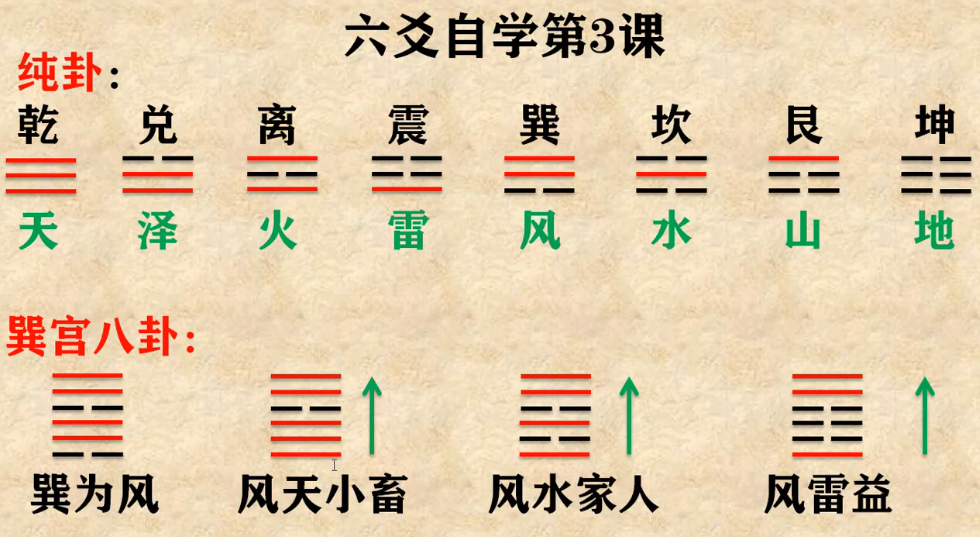 六爻自学第3课
纯卦：
乾 兑 离 震 巽 坎 艮 坤
天 泽 火 雷 风 水 山 地
巽宫八卦：
巽为风 风天小畜 风水家人 风雷益